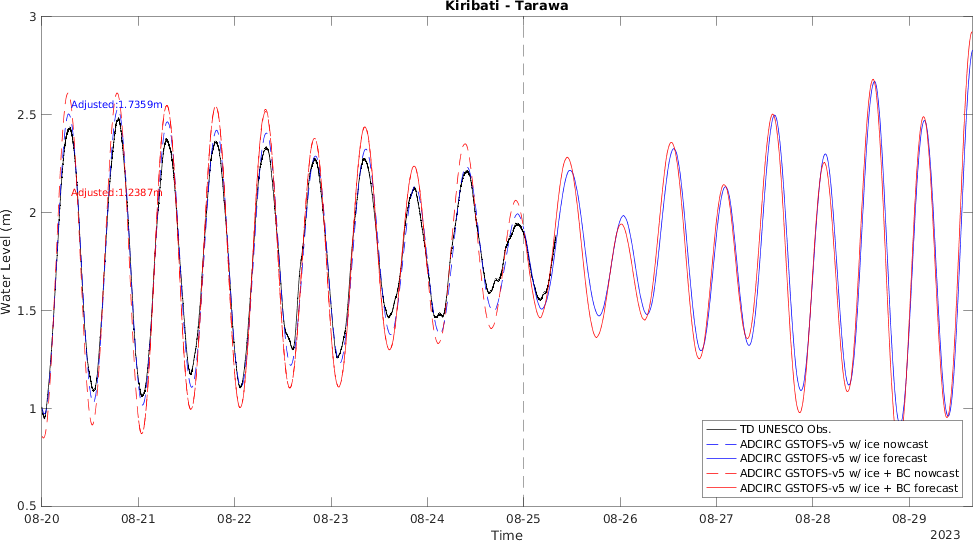 Kiribati - Tarawa
3
2.5
2
1.5
1
0.5
Water Level (m)
Adjusted:1.7359m
Adjusted:1.2387m
TD UNESCO Obs.
ADCIRC GSTOFS-v5 w/ ice nowcast
ADCIRC GSTOFS-v5 w/ ice forecast
ADCIRC GSTOFS-v5 w/ ice + BC nowcast
ADCIRC GSTOFS-v5 w/ ice + BC forecast
08-20 08-21 08-22 08-23 08-24 08-25 08-26 08-27 08-28 08-29
Time
2023